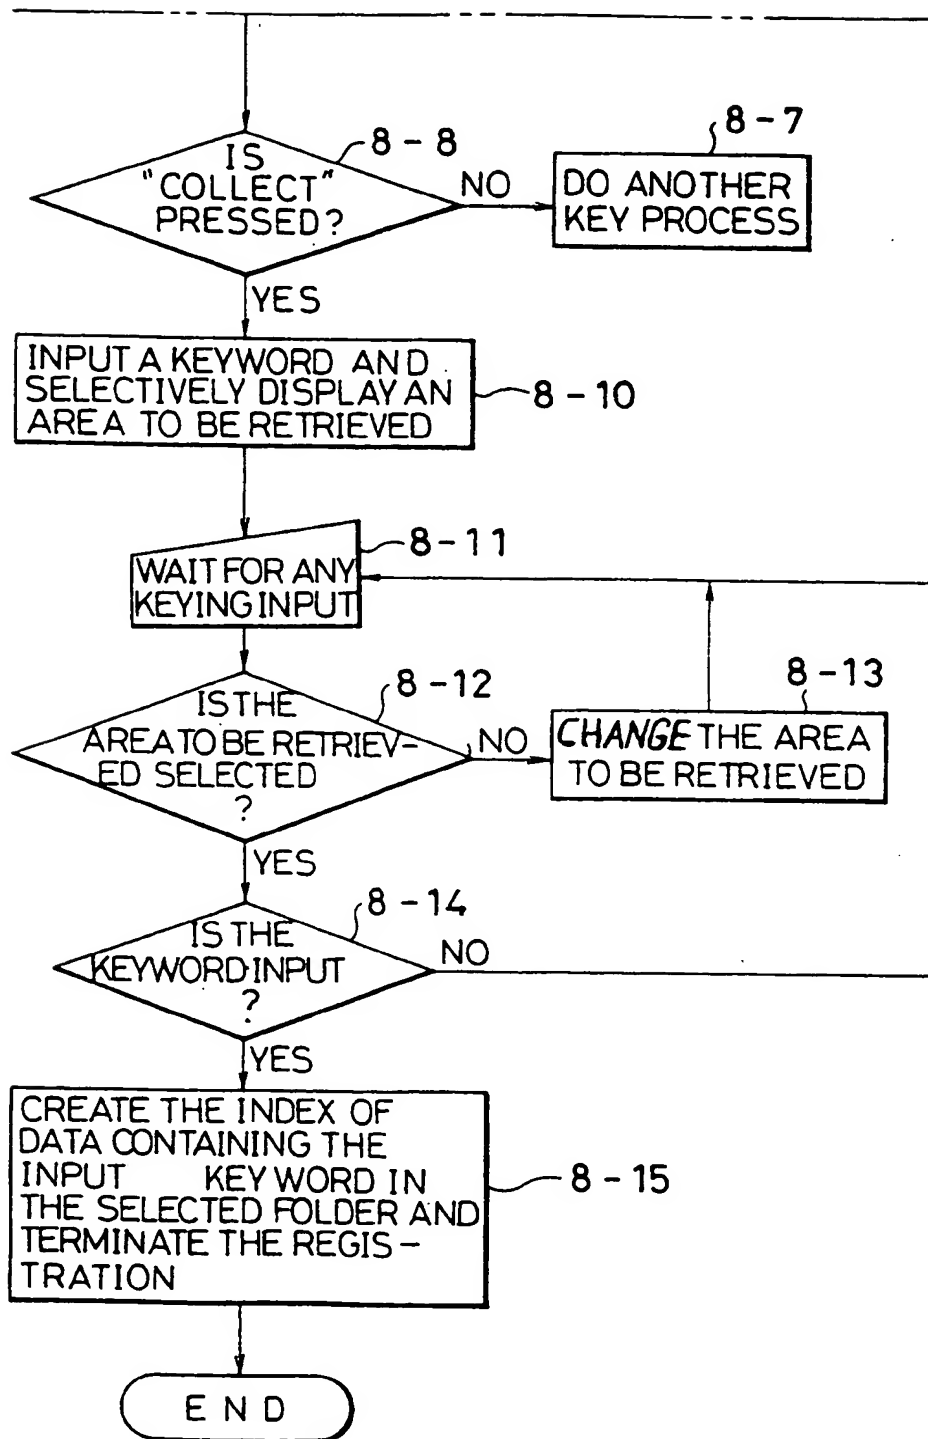 IS
"COLLECT"
PRESSED?
8-8
NO
8-7
DO ANOTHER
KEY PROCESS
YES
INPUT A KEYWORD AND
SELECTIVELY DISPLAY AN
AREA TO BE RETRIEVED
8-10
WAIT FOR ANY
KEYING INPUT
8-11
IS THE
AREA TO BE RETRIEV-
ED SELECTED
?
8-12
NO
8-13
CHANGE THE AREA
TO BE RETRIEVED
YES
IS THE
KEYWORD INPUT
?
8-14
NO
YES
CREATE THE INDEX OF
DATA CONTAINING THE
INPUT KEY WORD IN
THE SELECTED FOLDER AND
TERMINATE THE REGIS-
TRATION
8-15
END